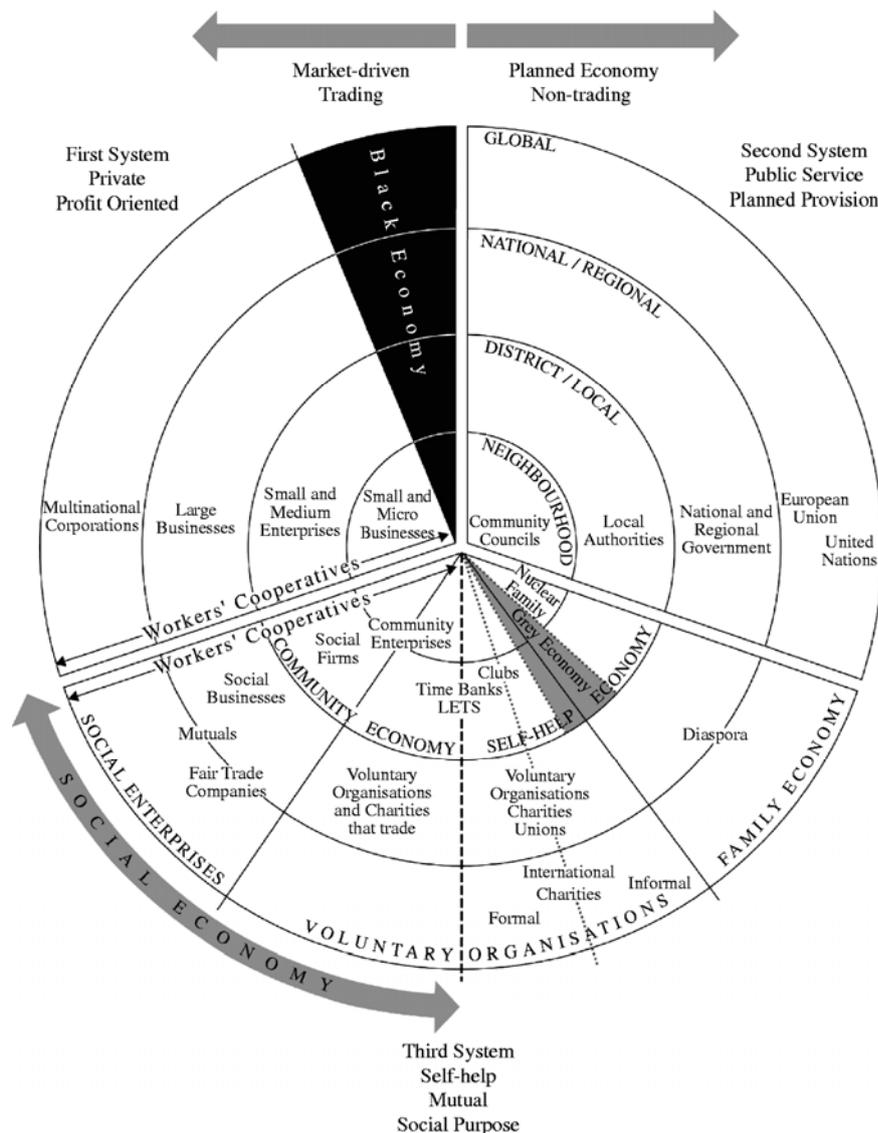 Market-driven
Trading
Planned Economy
Non-trading
First System
Private
Profit Oriented
Second System
Public Service
Planned Provision
Black Economy
GLOBAL
NATIONAL / REGIONAL
DISTRICT / LOCAL
NEIGHBOURHOOD
Multinational
Corporations
Large
Businesses
Small and
Medium
Enterprises
Small and
Micro
Businesses
Community
Councils
Local
Authorities
National and
Regional
Government
European
Union
United
Nations
Workers' Cooperatives
Workers' Cooperatives
Nuclear
Family
Grey Economy
Community
Enterprises
Social
Firms
Social
Businesses
Mutuals
Fair Trade
Companies
COMMUNITY ECONOMY
Clubs
Time Banks
LETS
SELF-HELP ECONOMY
Diaspora
Voluntary
Organisations
and Charities
that trade
Voluntary
Organisations
Charities
Unions
International
Charities
Informal
Formal
SOCIAL ENTERPRISES
VOLUNTARY ORGANISATIONS
FAMILY ECONOMY
SOCIAL ECONOMY
Third System
Self-help
Mutual
Social Purpose